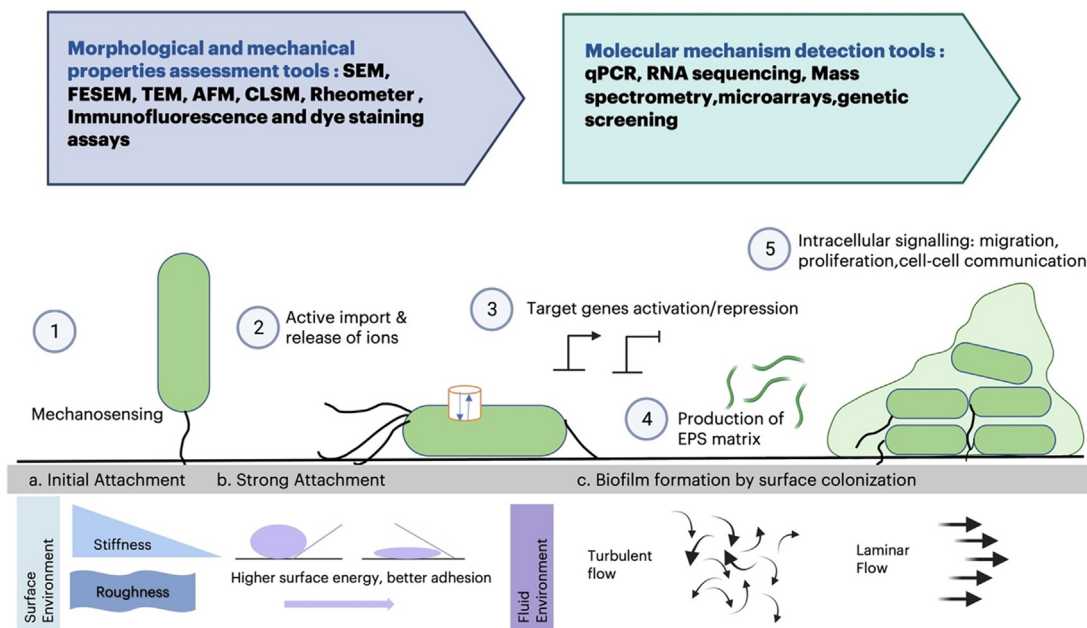 Morphological and mechanical
properties assessment tools : SEM,
FESEM, TEM, AFM, CLSM, Rheometer ,
Immunofluorescence and dye staining
assays
Molecular mechanism detection tools :
qPCR, RNA sequencing, Mass
spectrometry,microarrays,genetic
screening
1
Mechanosensing
2
Active import &
release of ions
3
Target genes activation/repression
4
Production of
EPS matrix
5
Intracellular signalling: migration,
proliferation,cell-cell communication
a. Initial Attachment
b. Strong Attachment
c. Biofilm formation by surface colonization
Surface
Environment
Stiffness
Roughness
Higher surface energy, better adhesion
Fluid
Environment
Turbulent
flow
Laminar
Flow